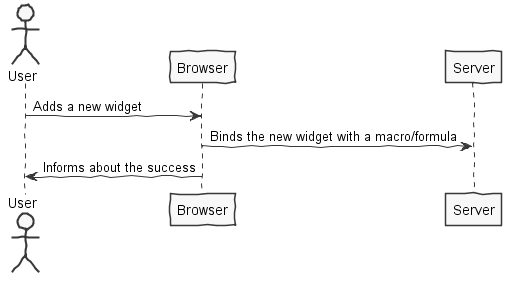 User
Browser
Server
Adds a new widget
Binds the new widget with a macro/formula
Informs about the success
User
Browser
Server